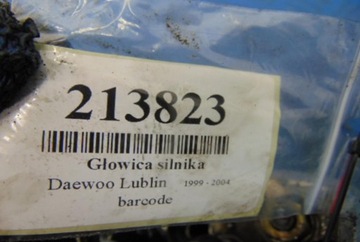 213823
Głowica silnika
Daewoo Lublin 1999 - 2004
barcode